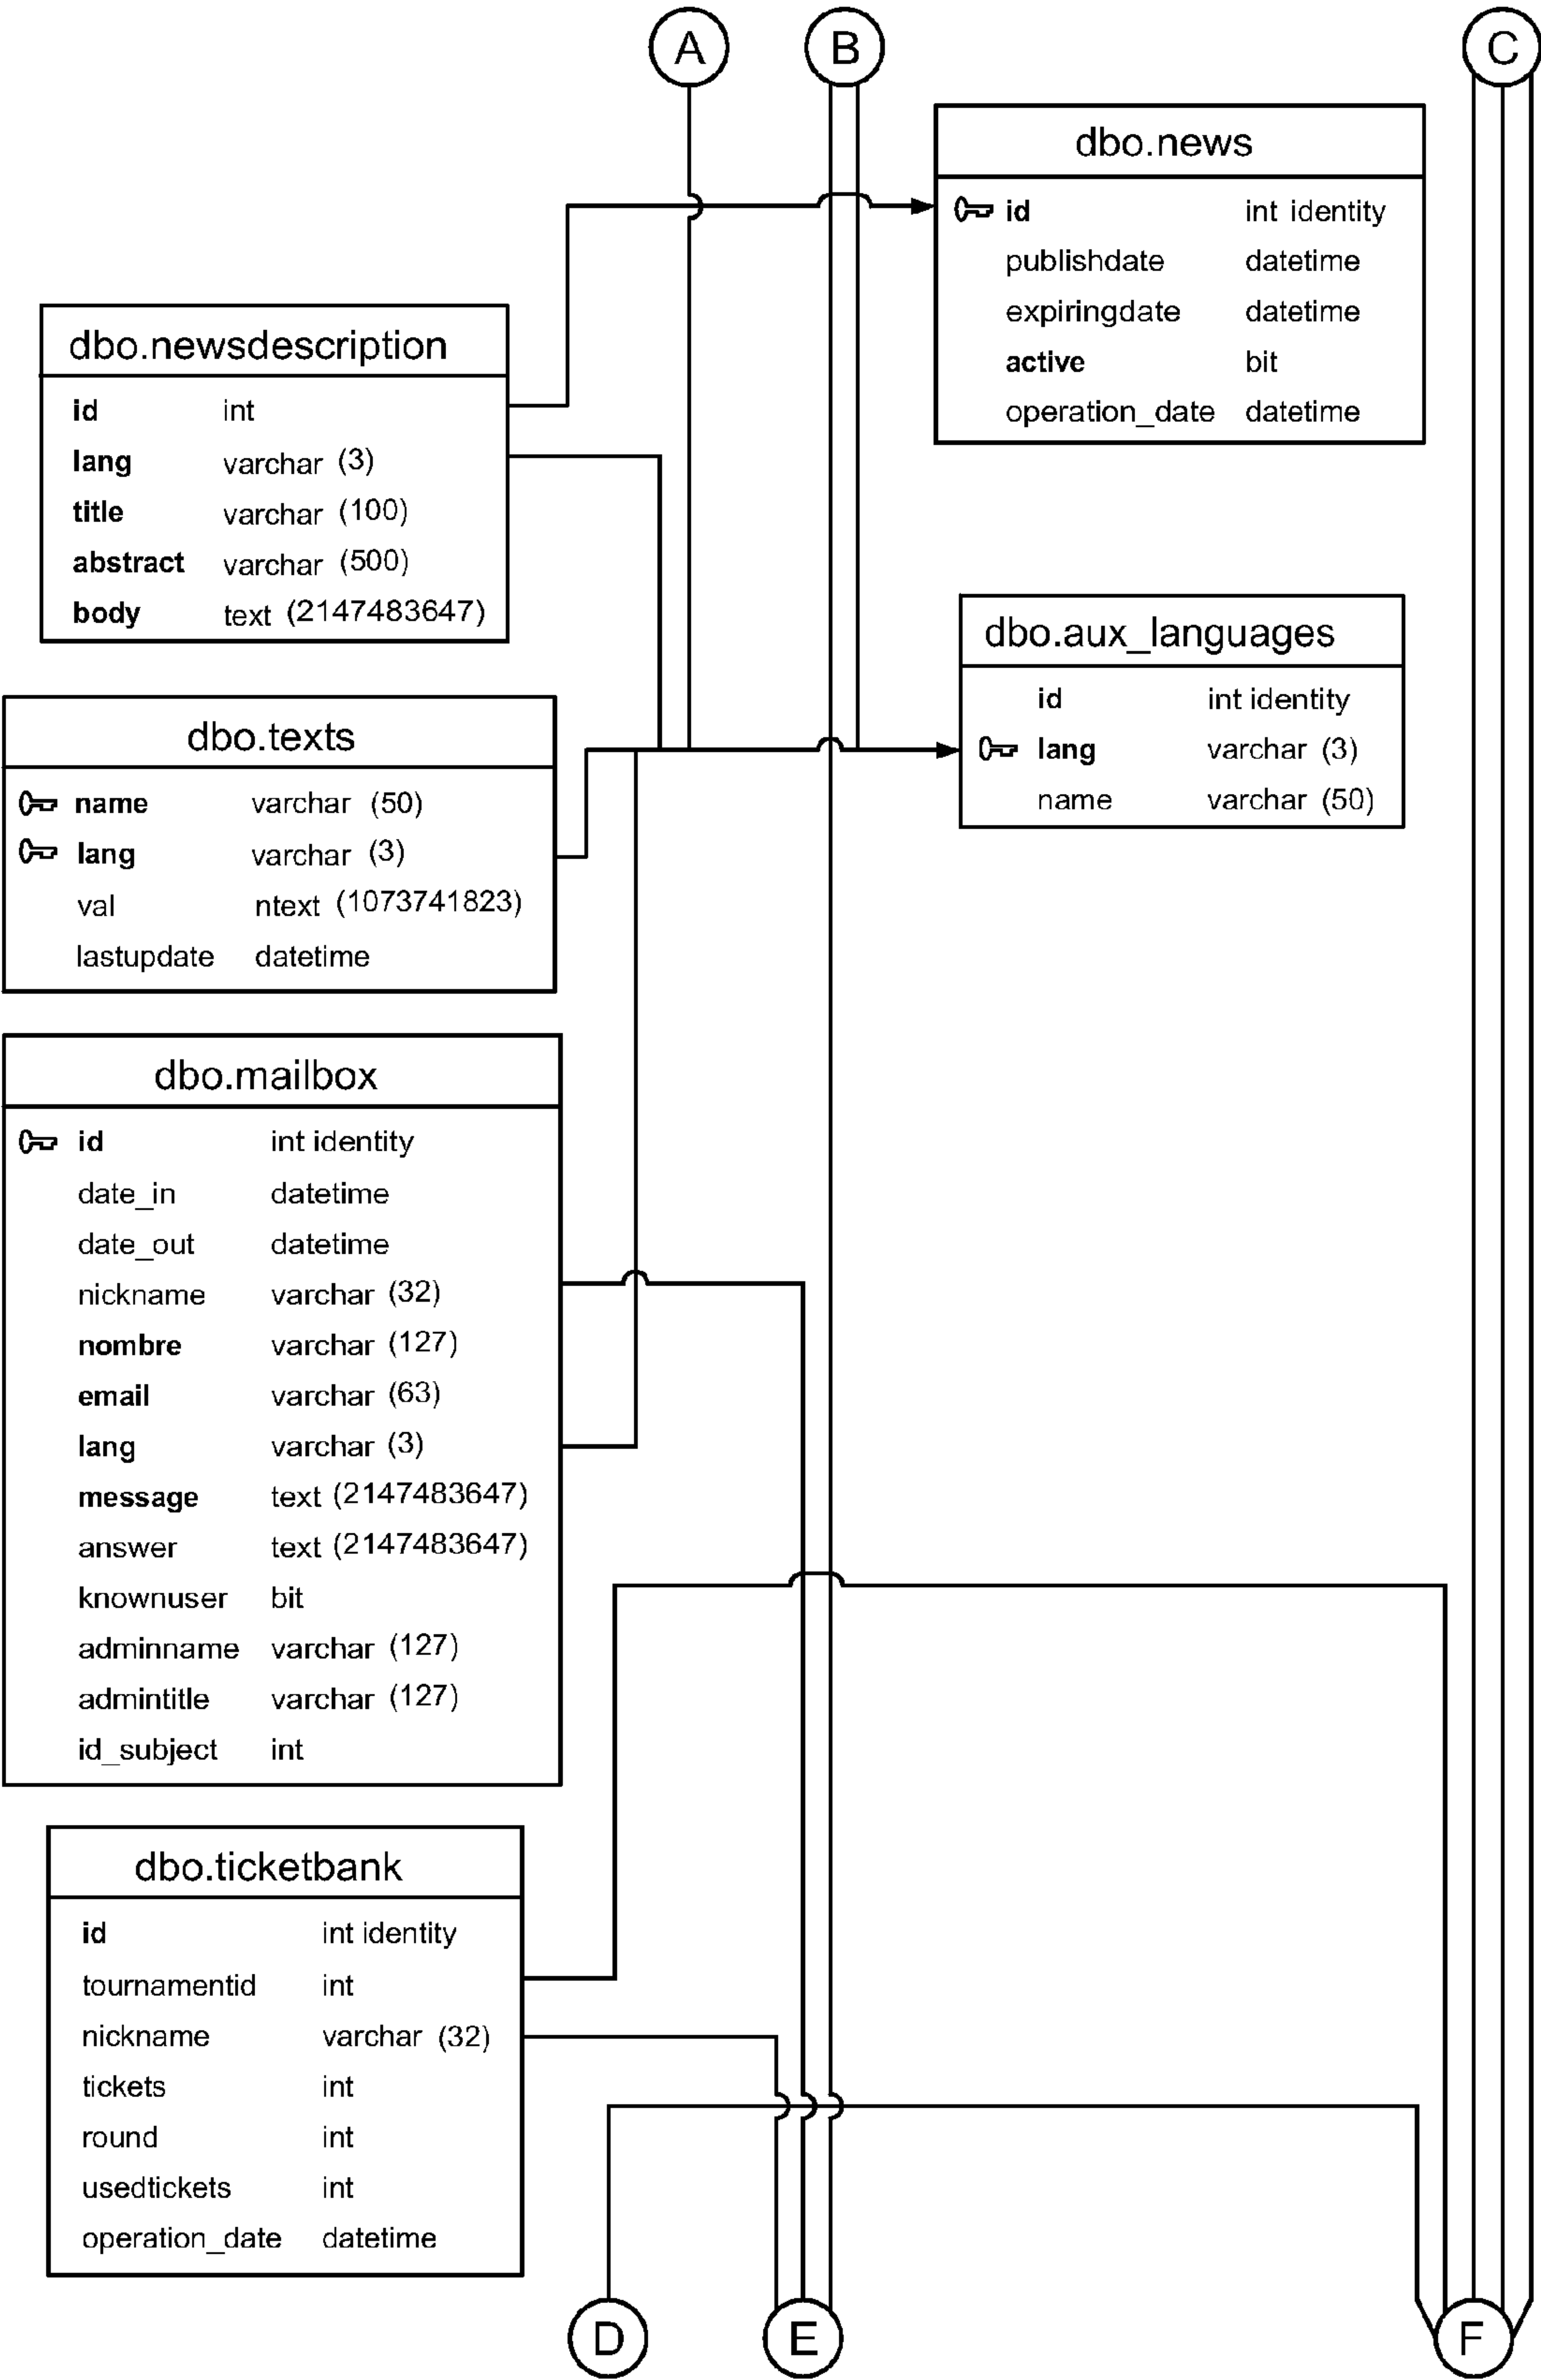 A
B
C
dbo.news
id int identity
publishdate datetime
expiringdate datetime
active bit
operation_date datetime
dbo.newsdescription
id int
lang varchar (3)
title varchar (100)
abstract varchar (500)
body text (2147483647)
dbo.aux_languages
id int identity
lang varchar (3)
name varchar (50)
dbo.texts
name varchar (50)
lang varchar (3)
val ntext (1073741823)
lastupdate datetime
dbo.mailbox
id int identity
date_in datetime
date_out datetime
nickname varchar (32)
nombre varchar (127)
email varchar (63)
lang varchar (3)
message text (2147483647)
answer text (2147483647)
knownuser bit
adminname varchar (127)
admintitle varchar (127)
id_subject int
dbo.ticketbank
id int identity
tournamentid int
nickname varchar (32)
tickets int
round int
usedtickets int
operation_date datetime
D
E
F